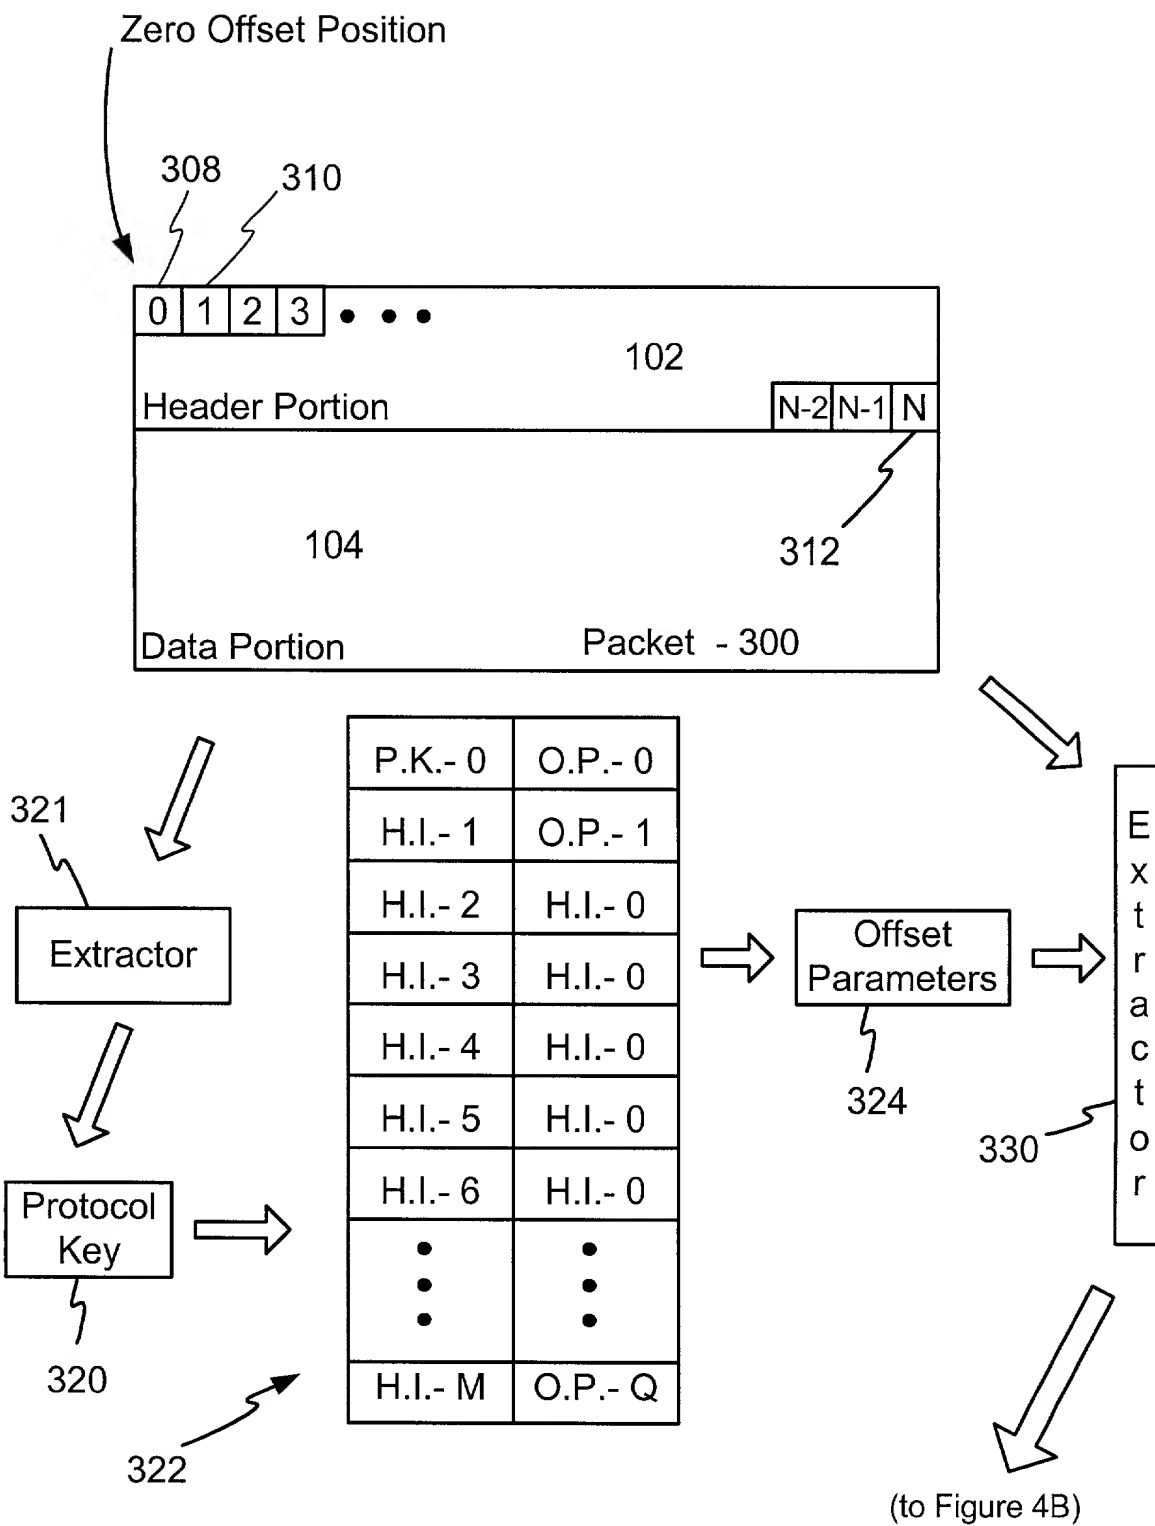 Zero Offset Position
308
310
0 1 2 3 • • •
102
Header Portion
N-2 N-1 N
104
312
Data Portion
Packet - 300
P.K.- 0 O.P.- 0
H.I.- 1 O.P.- 1
H.I.- 2 H.I.- 0
H.I.- 3 H.I.- 0
H.I.- 4 H.I.- 0
H.I.- 5 H.I.- 0
H.I.- 6 H.I.- 0
H.I.- M O.P.- Q
321
Extractor
Protocol
Key
320
322
Offset
Parameters
324
Extractor
330
(to Figure 4B)